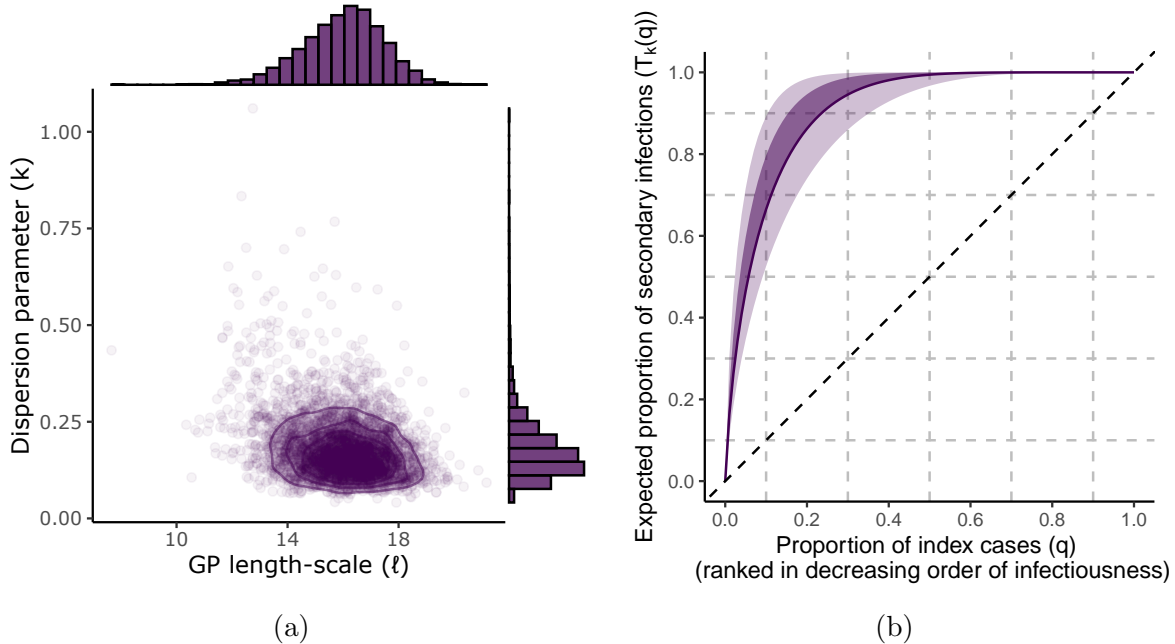 1.00
0.75
0.50
0.25
0.00
Dispersion parameter (k)
10 14 18
GP length-scale (ℓ)
(a)
Expected proportion of secondary infections (Tₖ(q))
1.0
0.8
0.6
0.4
0.2
0.0
0.0 0.2 0.4 0.6 0.8 1.0
Proportion of index cases (q)
(ranked in decreasing order of infectiousness)
(b)